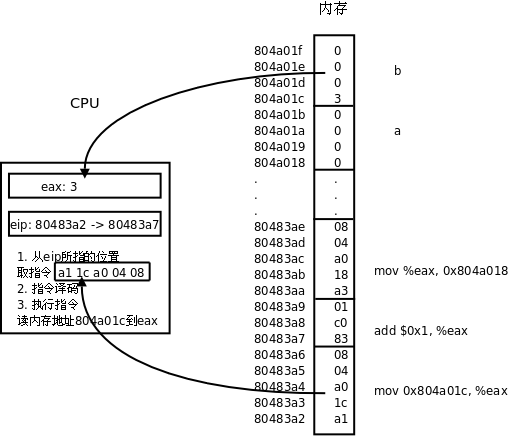 内存
804a01f 0
804a01e 0 b
804a01d 0
804a01c 3
CPU
804a01b 0
804a01a 0 a
804a019 0
804a018 0
. .
. .
. .
eax: 3
eip: 80483a2 -> 80483a7
1. 从eip所指的位置
取指令 a1 1c a0 04 08
2. 指令译码
3. 执行指令
读内存地址804a01c到eax
80483ae 08
80483ad 04
80483ac a0
80483ab 18 mov %eax, 0x804a018
80483aa a3
80483a9 01
80483a8 c0 add $0x1, %eax
80483a7 83
80483a6 08
80483a5 04
80483a4 a0 mov 0x804a01c, %eax
80483a3 1c
80483a2 a1